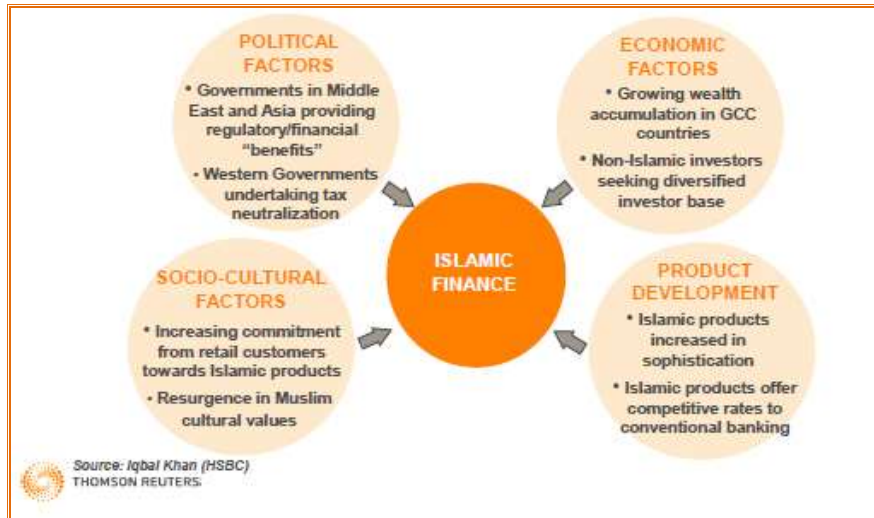 POLITICAL
FACTORS
• Governments in Middle
East and Asia providing
regulatory/financial
“benefits”
• Western Governments
undertaking tax
neutralization
ECONOMIC
FACTORS
• Growing wealth
accumulation in GCC
countries
• Non-Islamic investors
seeking diversified
investor base
ISLAMIC
FINANCE
SOCIO-CULTURAL
FACTORS
• Increasing commitment
from retail customers
towards Islamic products
• Resurgence in Muslim
cultural values
PRODUCT
DEVELOPMENT
• Islamic products
increased in
sophistication
• Islamic products offer
competitive rates to
conventional banking
Source: Iqbal Khan (HSBC)
THOMSON REUTERS